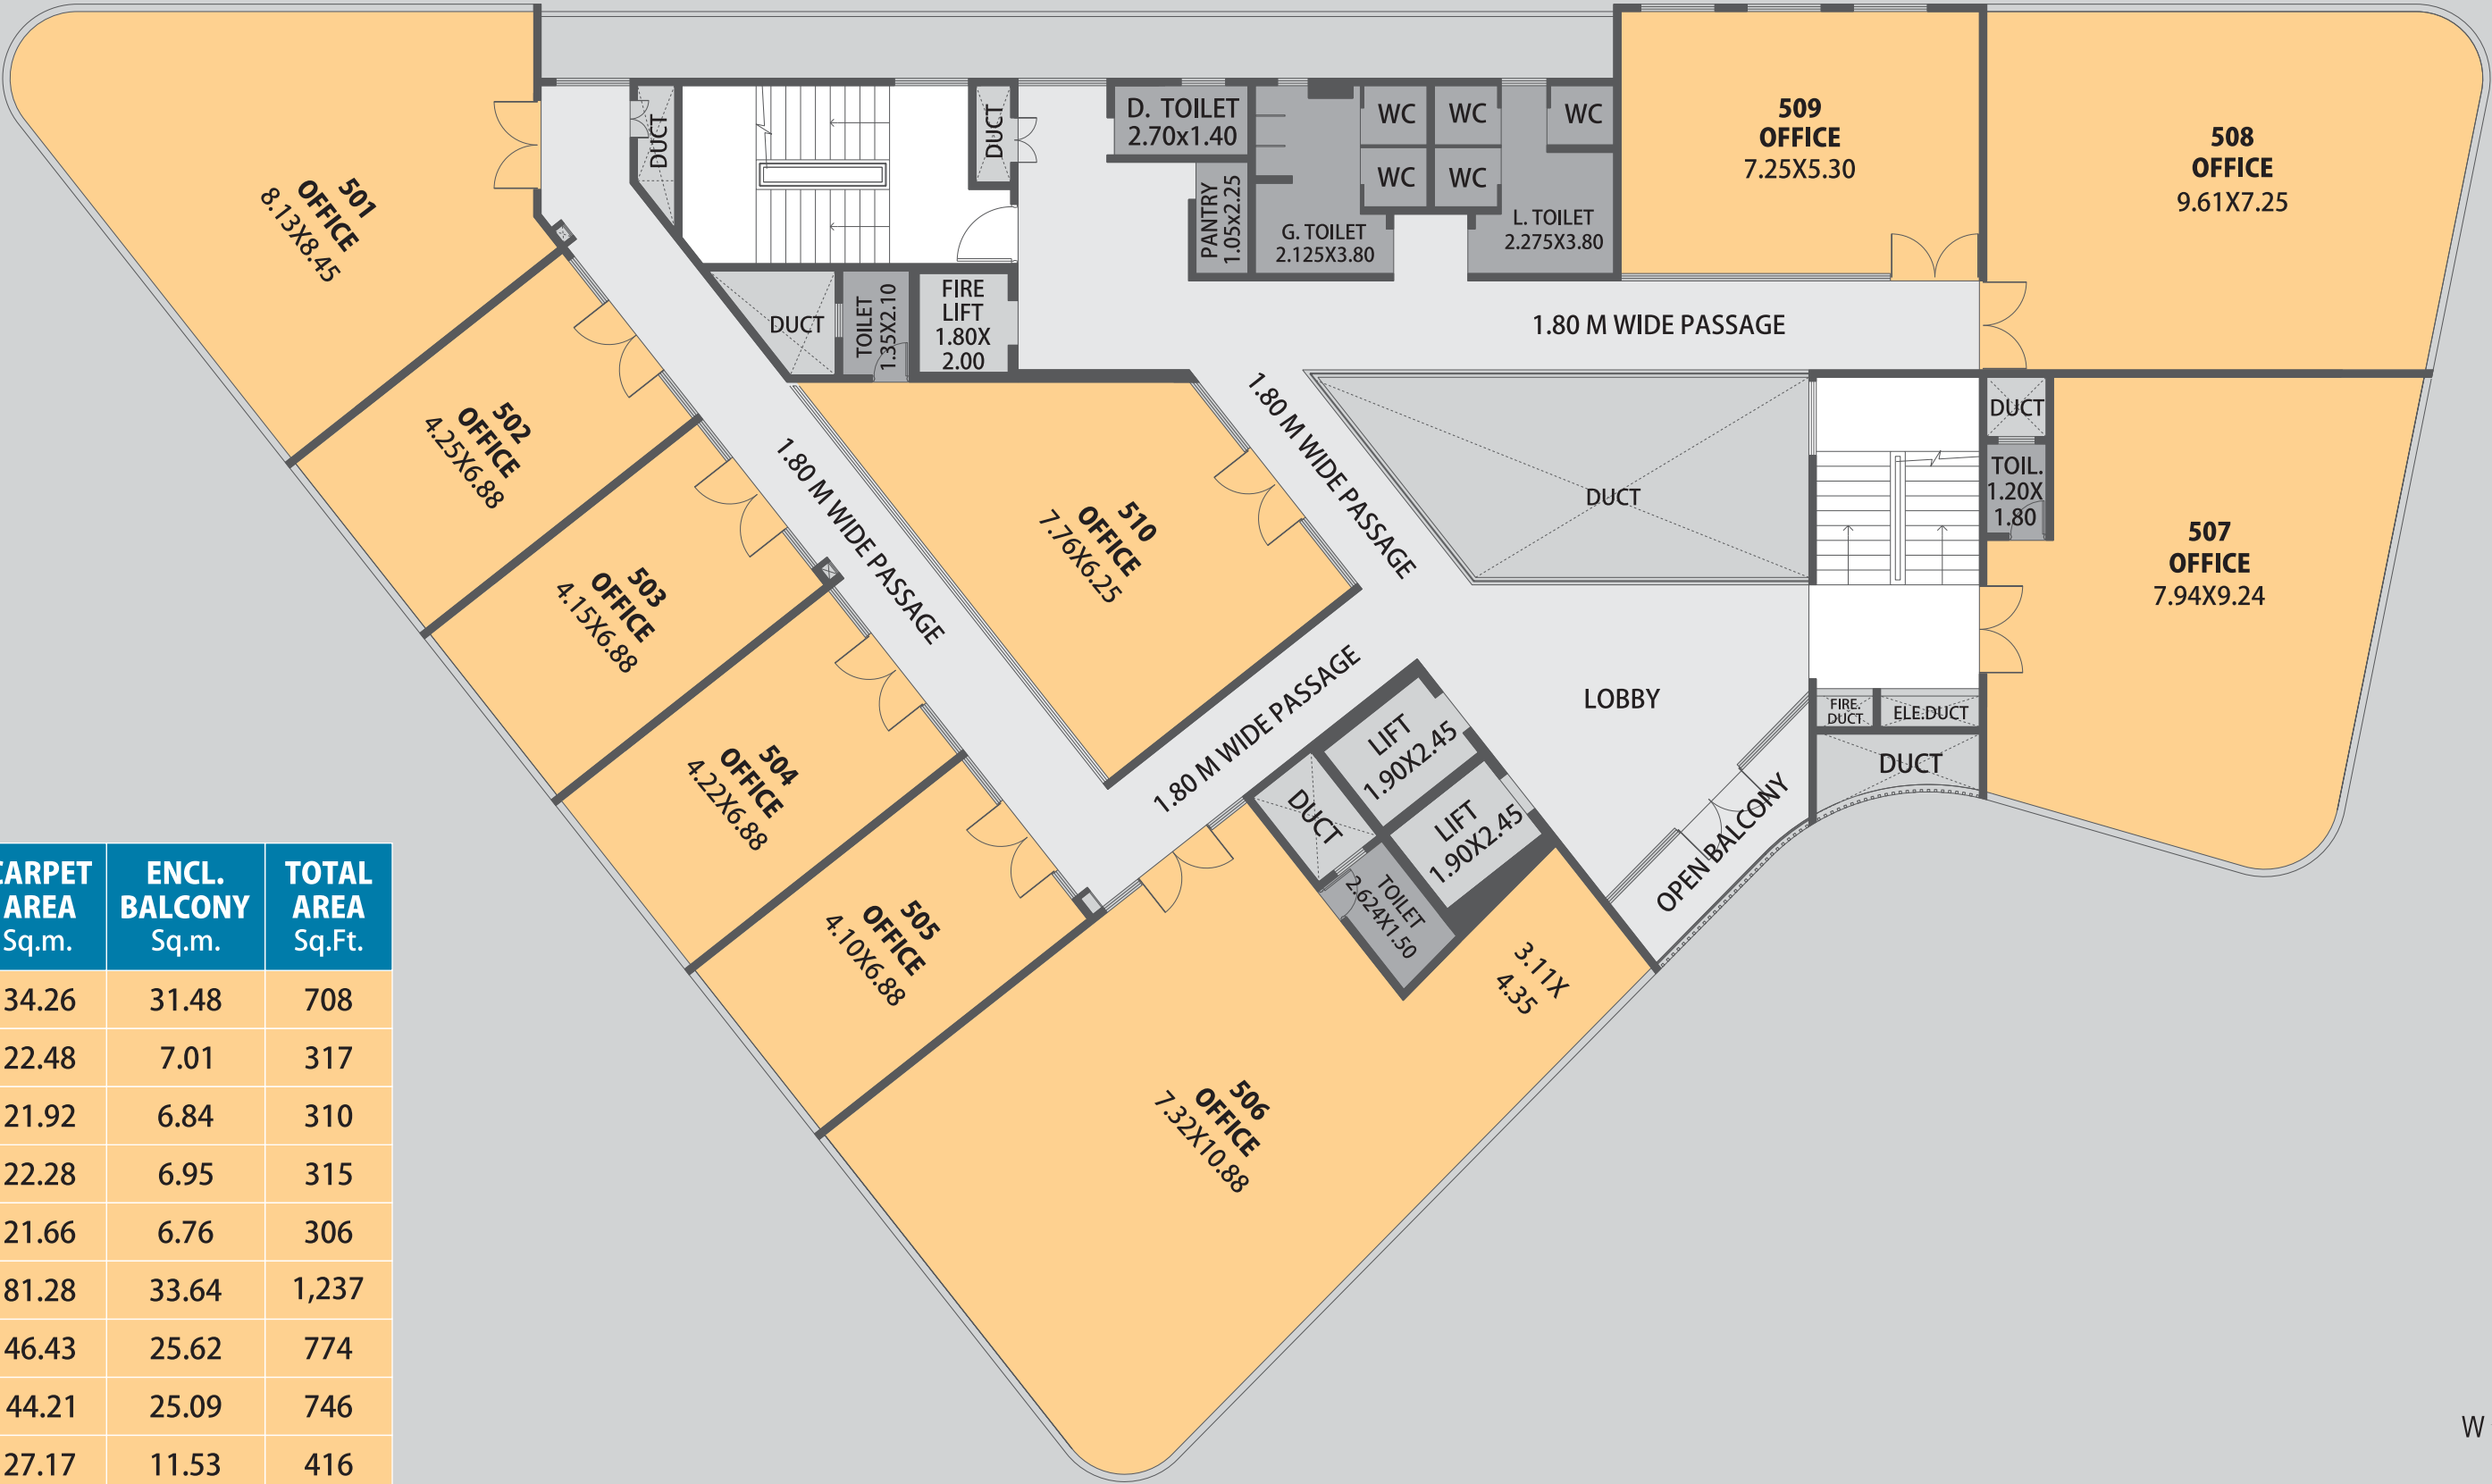 501
OFFICE
8.13X8.45
502
OFFICE
4.25X6.88
503
OFFICE
4.15X6.88
504
OFFICE
4.22X6.88
505
OFFICE
4.10X6.88
506
OFFICE
7.32X10.88
3.11X
4.35
507
OFFICE
7.94X9.24
508
OFFICE
9.61X7.25
509
OFFICE
7.25X5.30
510
OFFICE
7.76X6.25
DUCT
DUCT
D. TOILET
2.70x1.40
PANTRY
1.05x2.25
G. TOILET
2.125X3.80
WC
WC
WC
WC
WC
L. TOILET
2.275X3.80
DUCT
TOILET
1.35X2.10
FIRE
LIFT
1.80X
2.00
1.80 M WIDE PASSAGE
1.80 M WIDE PASSAGE
1.80 M WIDE PASSAGE
1.80 M WIDE PASSAGE
DUCT
DUCT
TOIL.
1.20X
1.80
LOBBY
FIRE.
DUCT
ELE.DUCT
DUCT
OPEN BALCONY
LIFT
1.90X2.45
LIFT
1.90X2.45
DUCT
TOILET
2.624X1.50
CARPET AREA Sq.m.
ENCL. BALCONY Sq.m.
TOTAL AREA Sq.Ft.
34.26 31.48 708
22.48 7.01 317
21.92 6.84 310
22.28 6.95 315
21.66 6.76 306
81.28 33.64 1,237
46.43 25.62 774
44.21 25.09 746
27.17 11.53 416
W